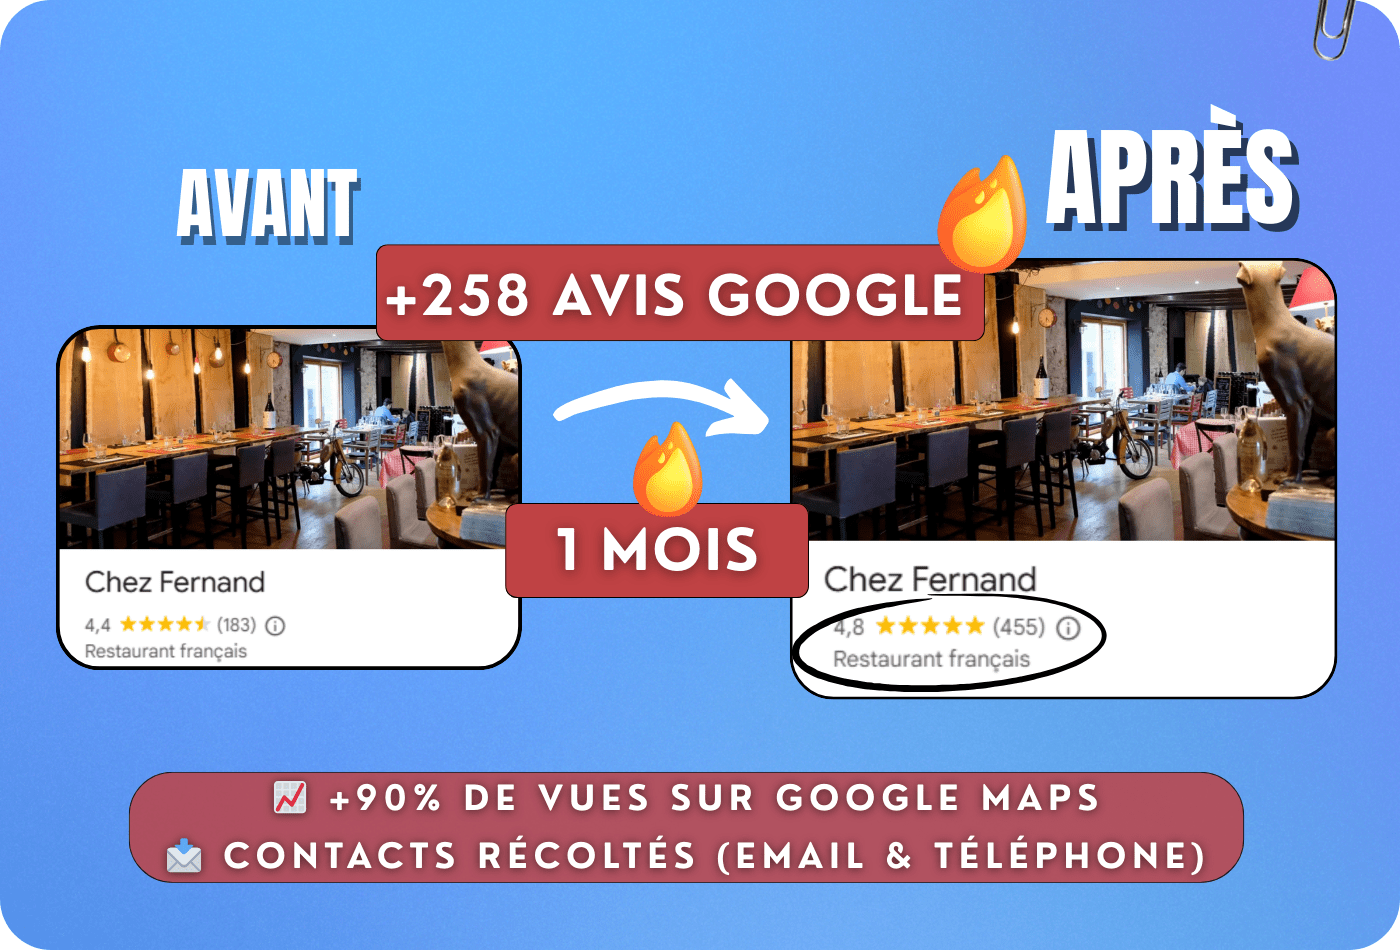 AVANT
APRÈS
+258 AVIS GOOGLE
1 MOIS
Chez Fernand
4,4 ★★★★⯪ (183) ⓘ
Restaurant français
Chez Fernand
4,8 ★★★★★ (455) ⓘ
Restaurant français
📈 +90% DE VUES SUR GOOGLE MAPS
📩 CONTACTS RÉCOLTÉS (EMAIL & TÉLÉPHONE)